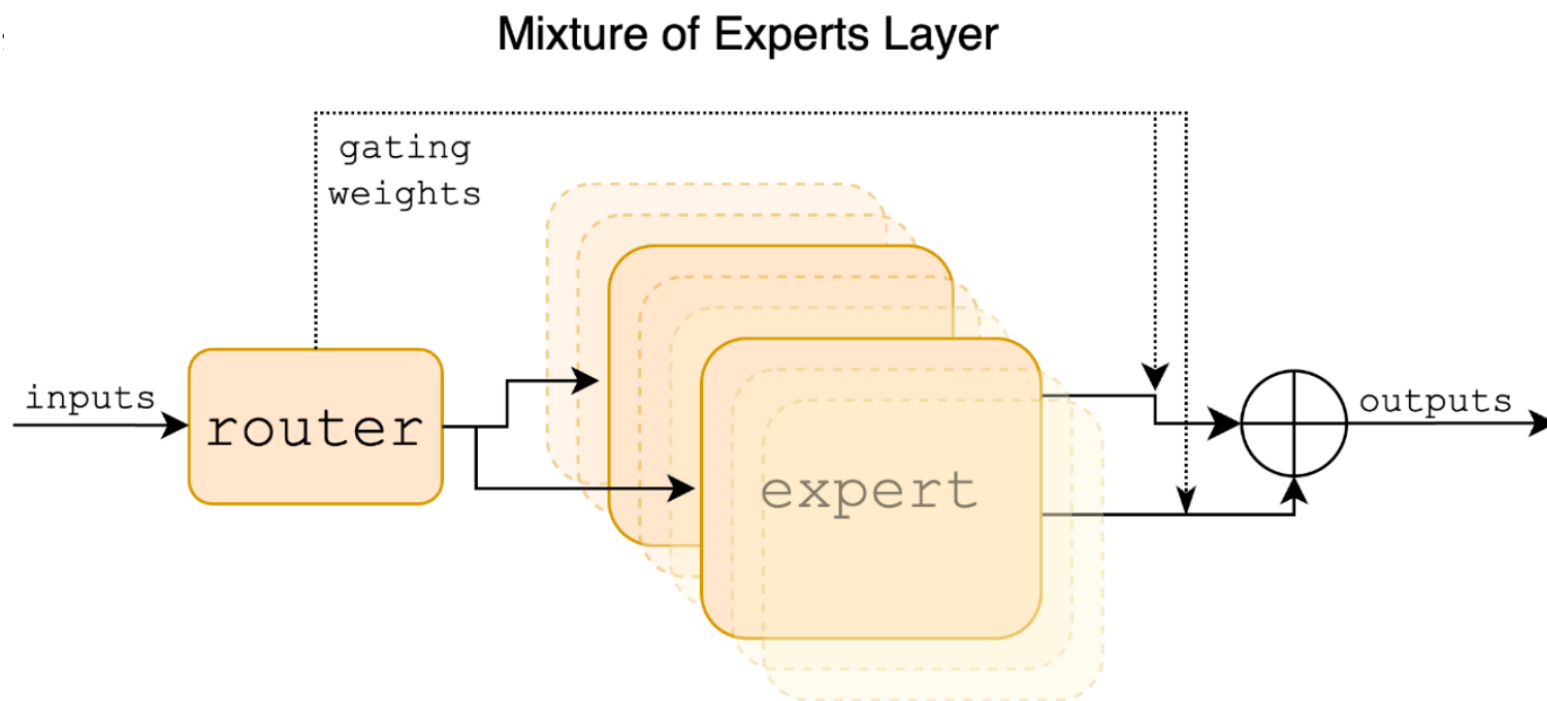 Mixture of Experts Layer
gating
weights
inputs
router
expert
outputs